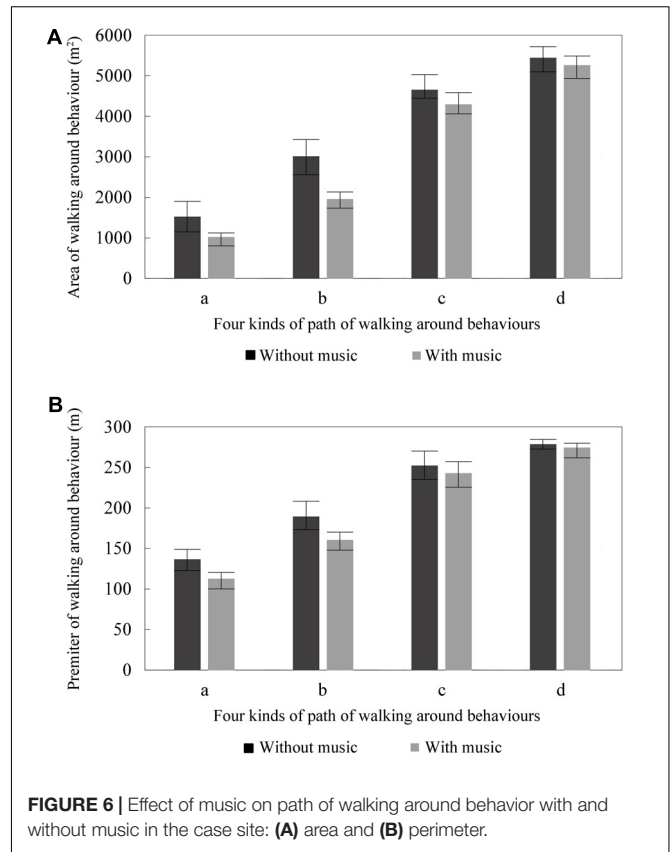 A
Area of walking around behaviour (m²)
6000
5000
4000
3000
2000
1000
0
a b c d
Four kinds of path of walking around behaviours
Without music With music
B
Premiter of walking around behaviour (m)
300
250
200
150
100
50
0
a b c d
Four kinds of path of walking around behaviours
Without music With music
FIGURE 6 | Effect of music on path of walking around behavior with and
without music in the case site: (A) area and (B) perimeter.